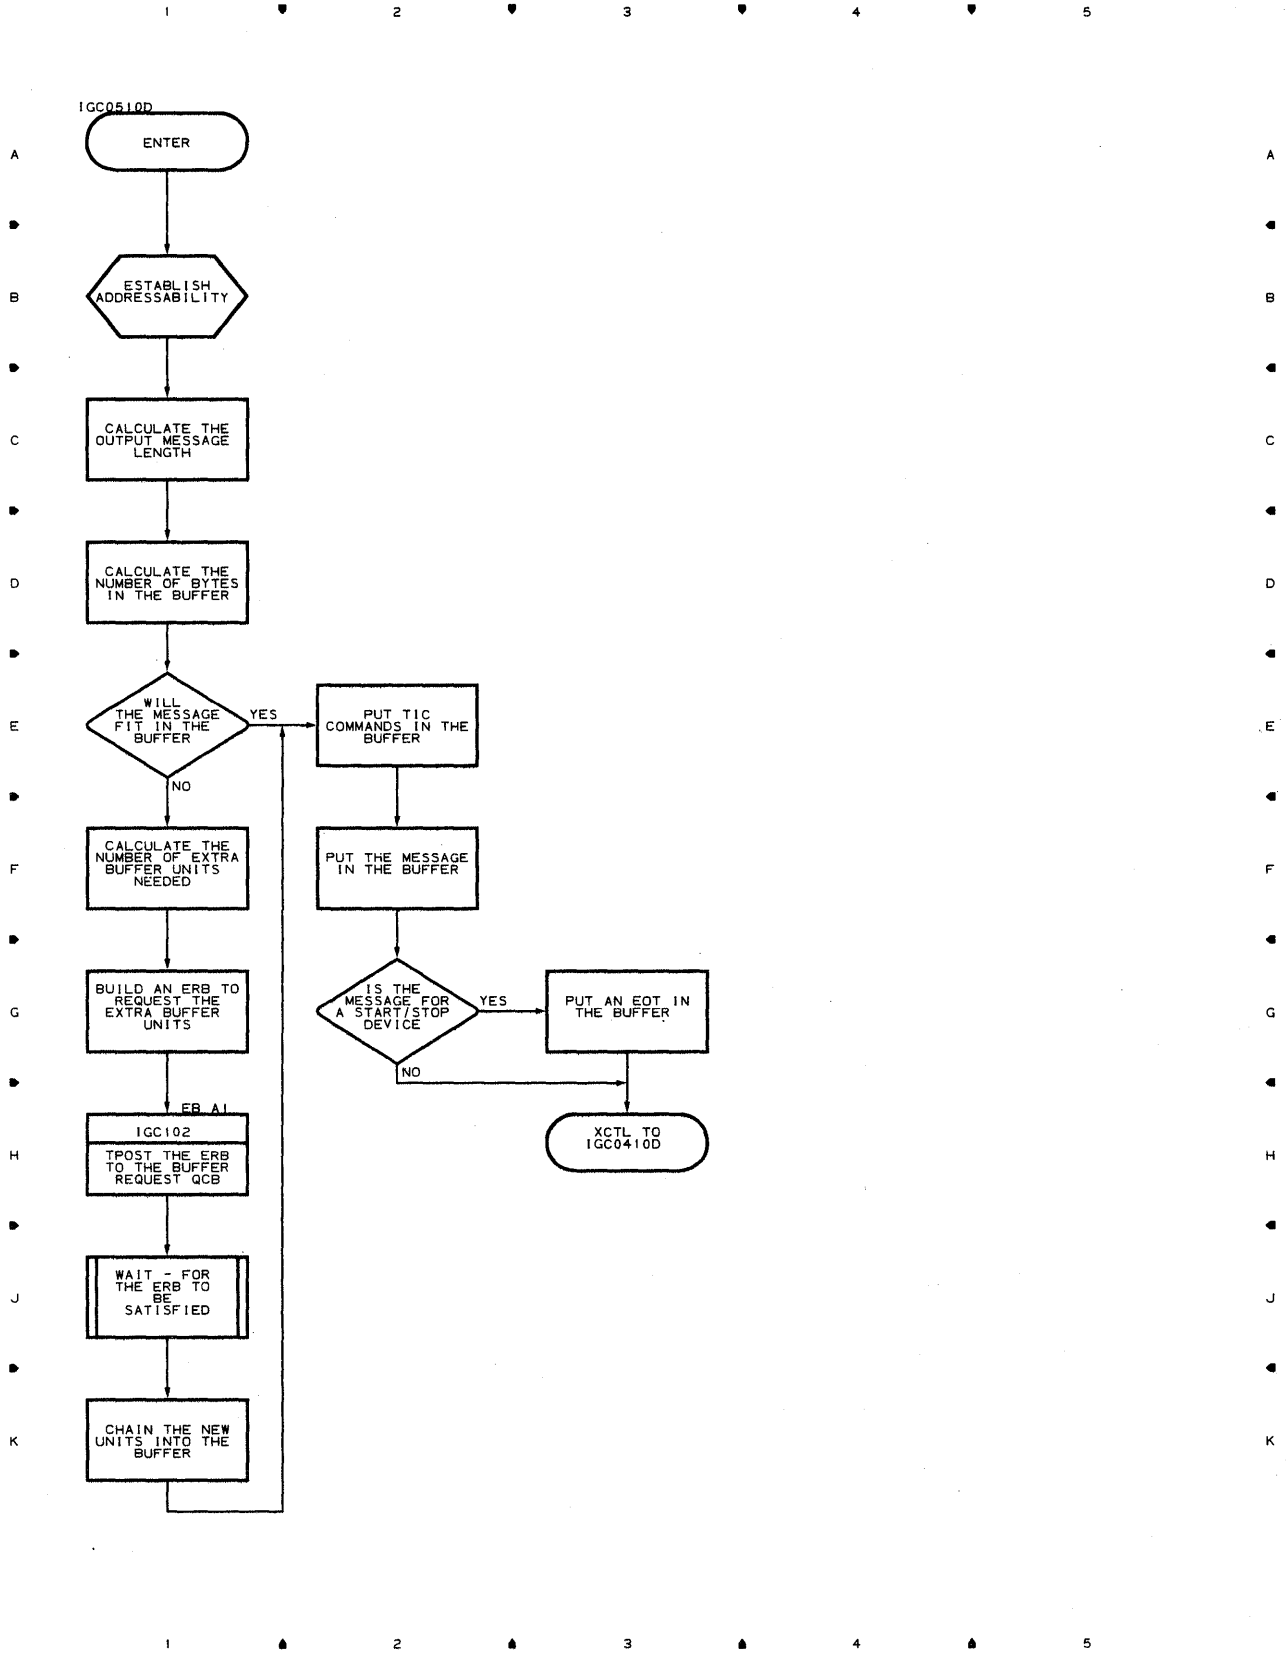 1 2 3 4 5
IGC0510D
ENTER
A A
ESTABLISH
ADDRESSABILITY
B B
CALCULATE THE
OUTPUT MESSAGE
LENGTH
C C
CALCULATE THE
NUMBER OF BYTES
IN THE BUFFER
D D
WILL
THE MESSAGE
FIT IN THE
BUFFER
YES
NO
PUT TIC
COMMANDS IN THE
BUFFER
E E
CALCULATE THE
NUMBER OF EXTRA
BUFFER UNITS
NEEDED
PUT THE MESSAGE
IN THE BUFFER
F F
BUILD AN ERB TO
REQUEST THE
EXTRA BUFFER
UNITS
IS THE
MESSAGE FOR
A START/STOP
DEVICE
YES
NO
PUT AN EOT IN
THE BUFFER
G G
EB A1
IGC102
TPOST THE ERB
TO THE BUFFER
REQUEST QCB
XCTL TO
IGC0410D
H H
WAIT - FOR
THE ERB TO
BE
SATISFIED
J J
CHAIN THE NEW
UNITS INTO THE
BUFFER
K K
1 2 3 4 5